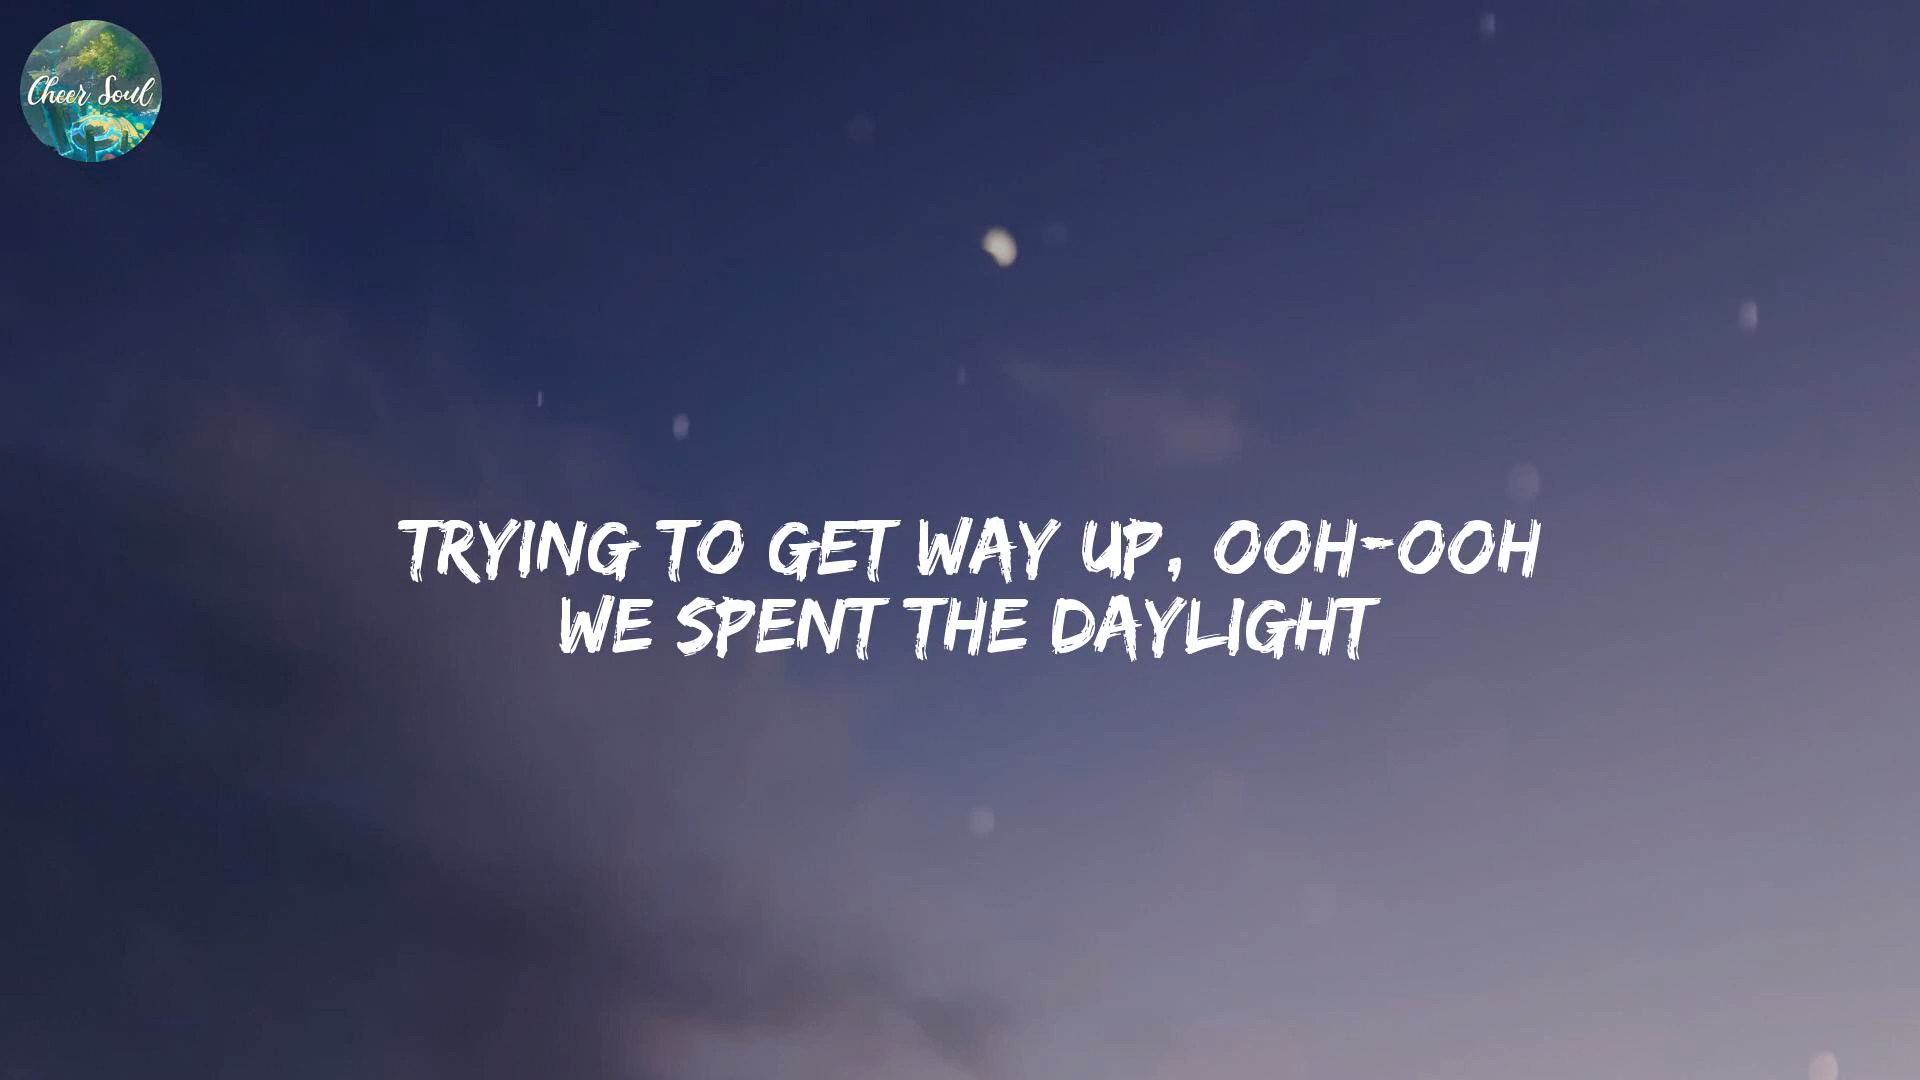 Cheer Soul
TRYING TO GET WAY UP, OOH-OOH
WE SPENT THE DAYLIGHT